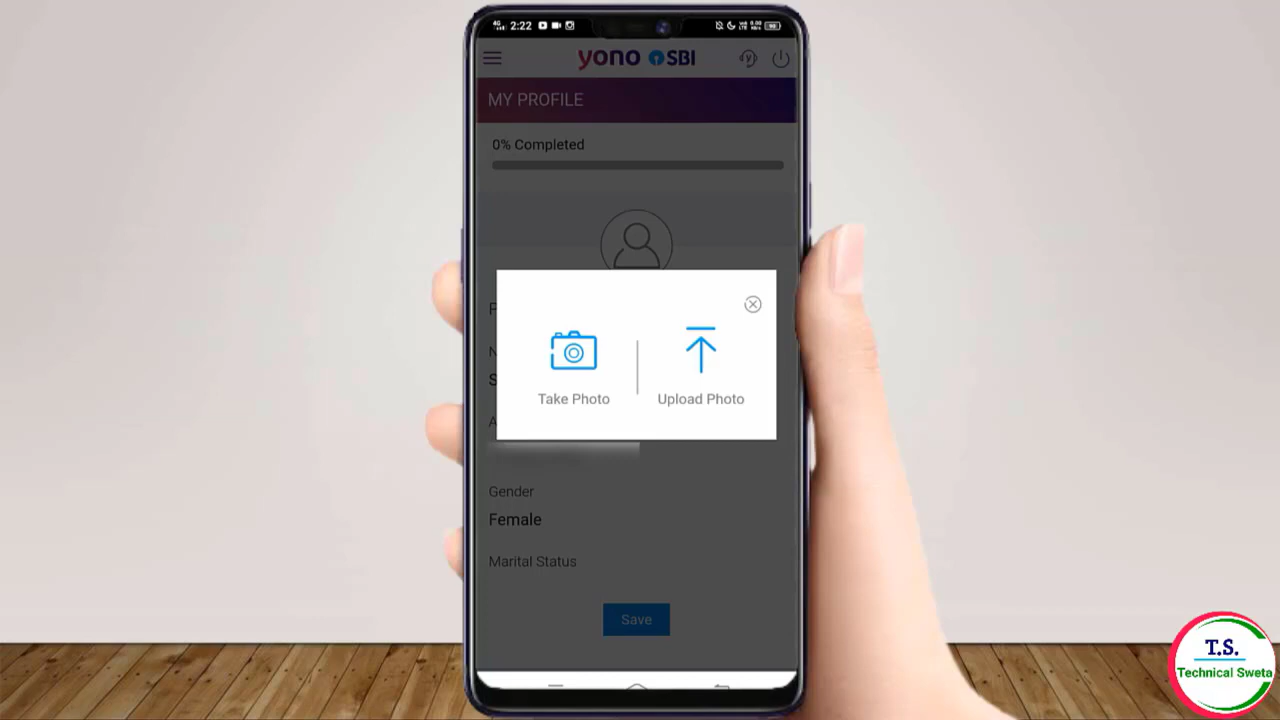 4G 2:22
yono SBI
MY PROFILE
0% Completed
Take Photo
Upload Photo
Gender
Female
Marital Status
Save
T.S.
Technical Sweta